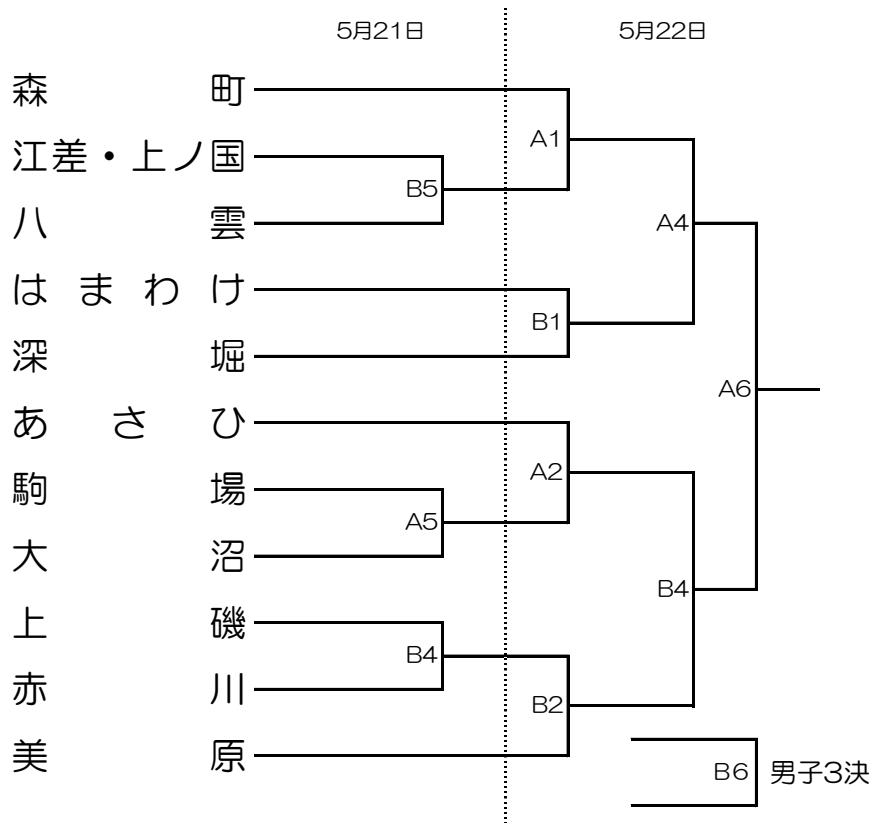 5月21日 5月22日
森町
A1
江差・上ノ国
B5
八雲
A4
はまわけ
B1
深堀
A6
あさひ
A2
駒場
A5
大沼
B4
上磯
B4
赤川
B2
美原
B6 男子3決